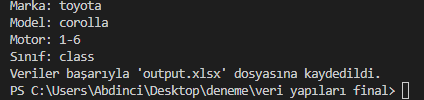 Marka: toyota
Model: corolla
Motor: 1-6
Sınıf: class
Veriler başarıyla 'output.xlsx' dosyasına kaydedildi.
PS C:\Users\Abdinci\Desktop\deneme\veri yapıları final>